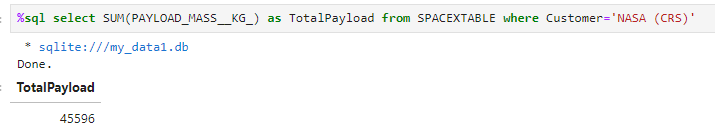 %sql select SUM(PAYLOAD_MASS__KG_) as TotalPayload from SPACEXTABLE where Customer='NASA (CRS)'
* sqlite:///my_data1.db
Done.
TotalPayload
45596